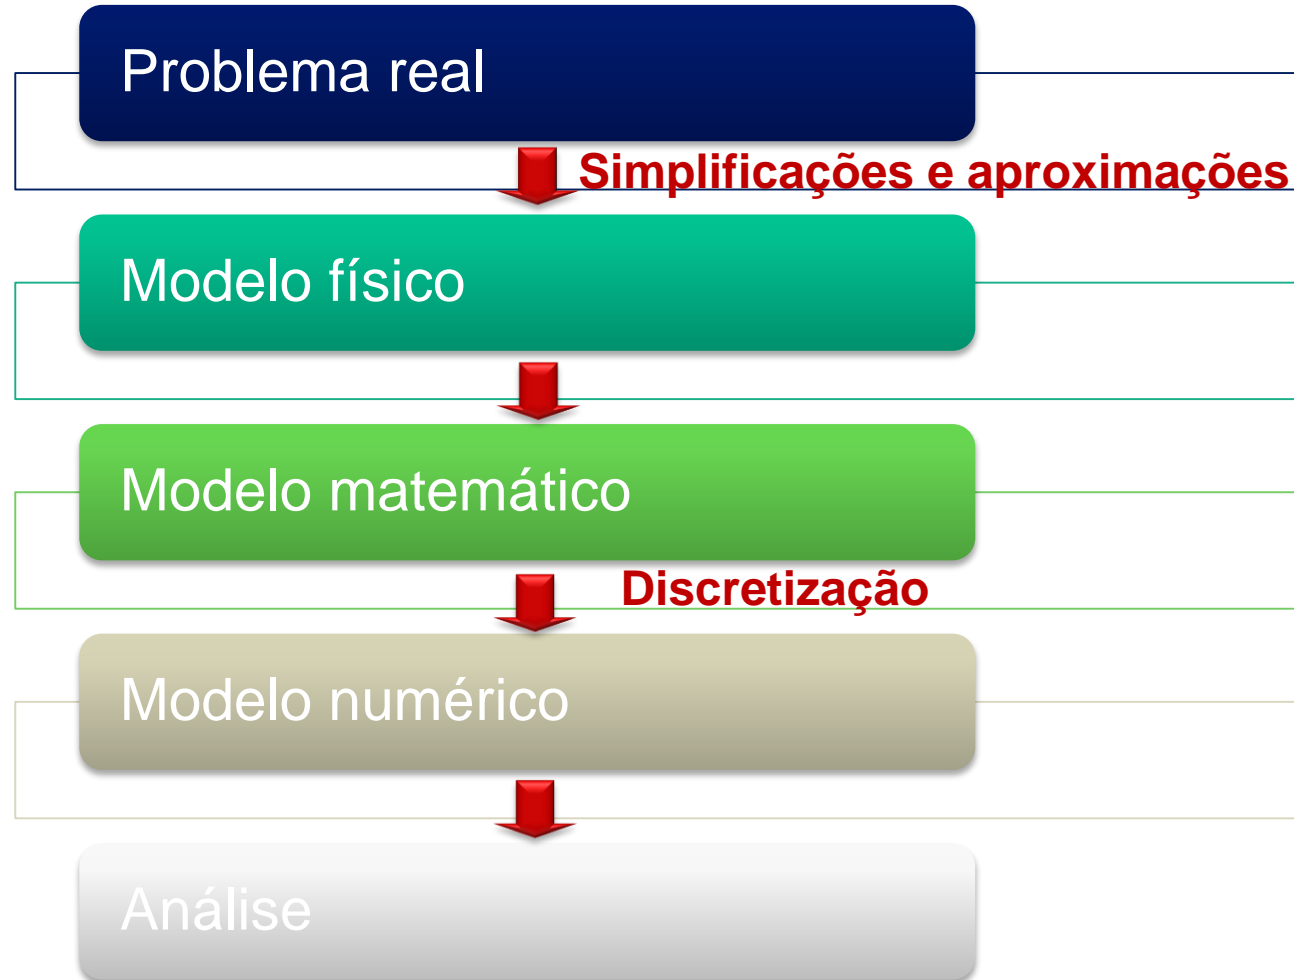 Problema real
Simplificações e aproximações
Modelo físico
Modelo matemático
Discretização
Modelo numérico
Análise